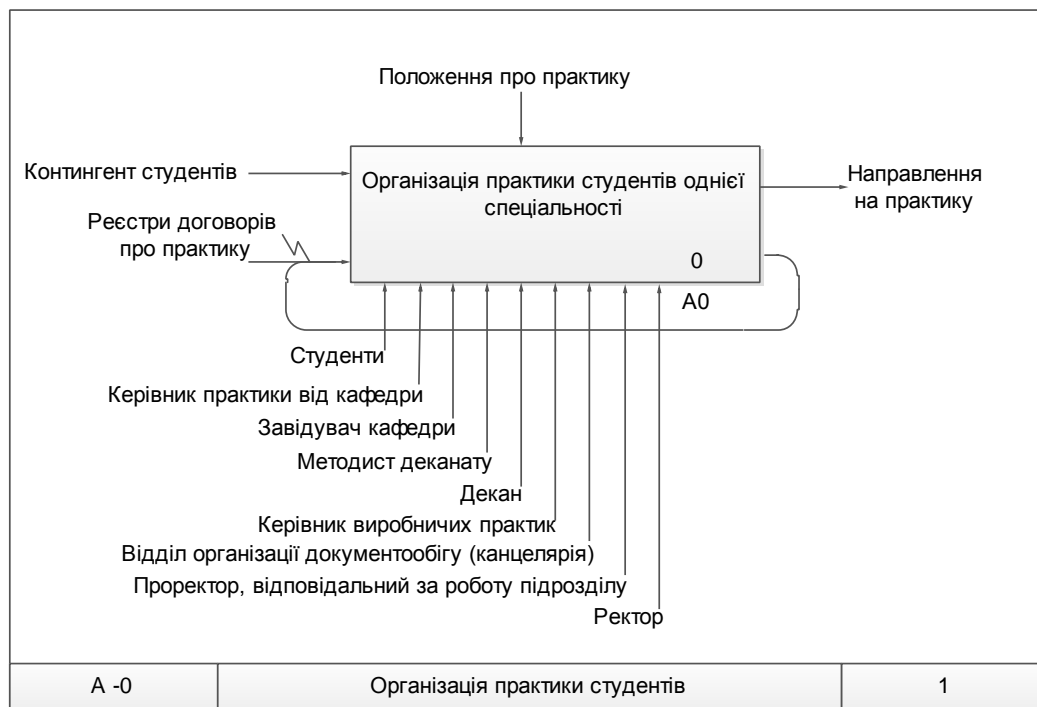 Положення про практику
Контингент студентів
Організація практики студентів однієї
спеціальності
Направлення
на практику
Реєстри договорів
про практику
0
А0
Студенти
Керівник практики від кафедри
Завідувач кафедри
Методист деканату
Декан
Керівник виробничих практик
Відділ організації документообігу (канцелярія)
Проректор, відповідальний за роботу підрозділу
Ректор
А -0
Організація практики студентів
1